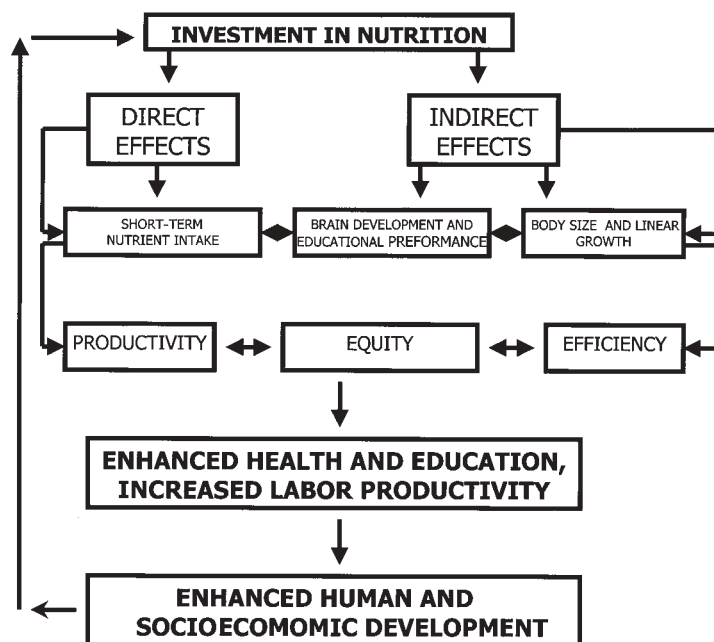 INVESTMENT IN NUTRITION
DIRECT
EFFECTS
INDIRECT
EFFECTS
SHORT-TERM
NUTRIENT INTAKE
BRAIN DEVELOPMENT AND
EDUCATIONAL PREFORMANCE
BODY SIZE AND LINEAR
GROWTH
PRODUCTIVITY
EQUITY
EFFICIENCY
ENHANCED HEALTH AND EDUCATION,
INCREASED LABOR PRODUCTIVITY
ENHANCED HUMAN AND
SOCIOECOMOMIC DEVELOPMENT